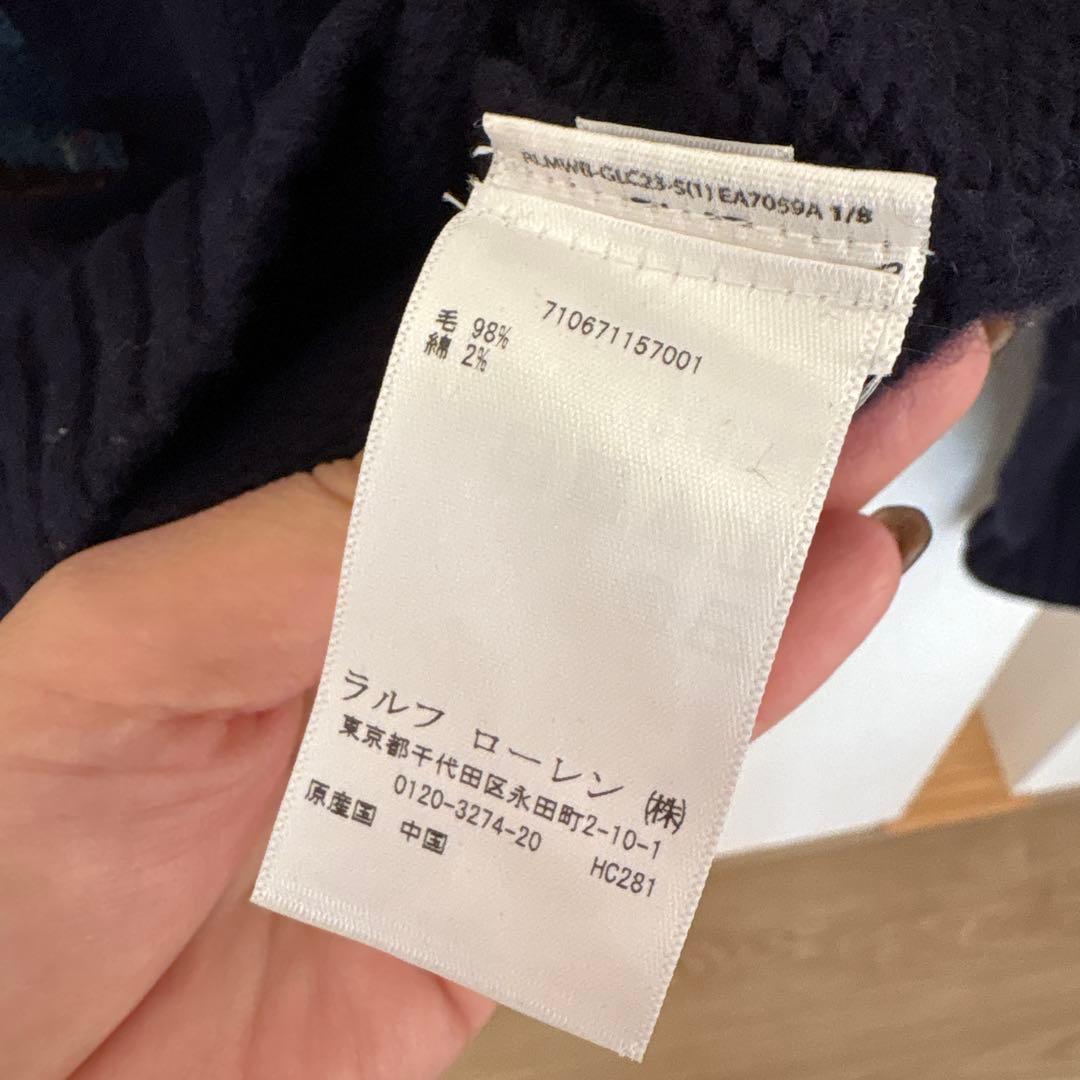 RLMWB-GLC23-S(1) EA7059A 1/8
710671157001
毛 98%
綿 2%
ラルフ ローレン (株)
東京都千代田区永田町2-10-1
0120-3274-20
HC281
原産国 中国